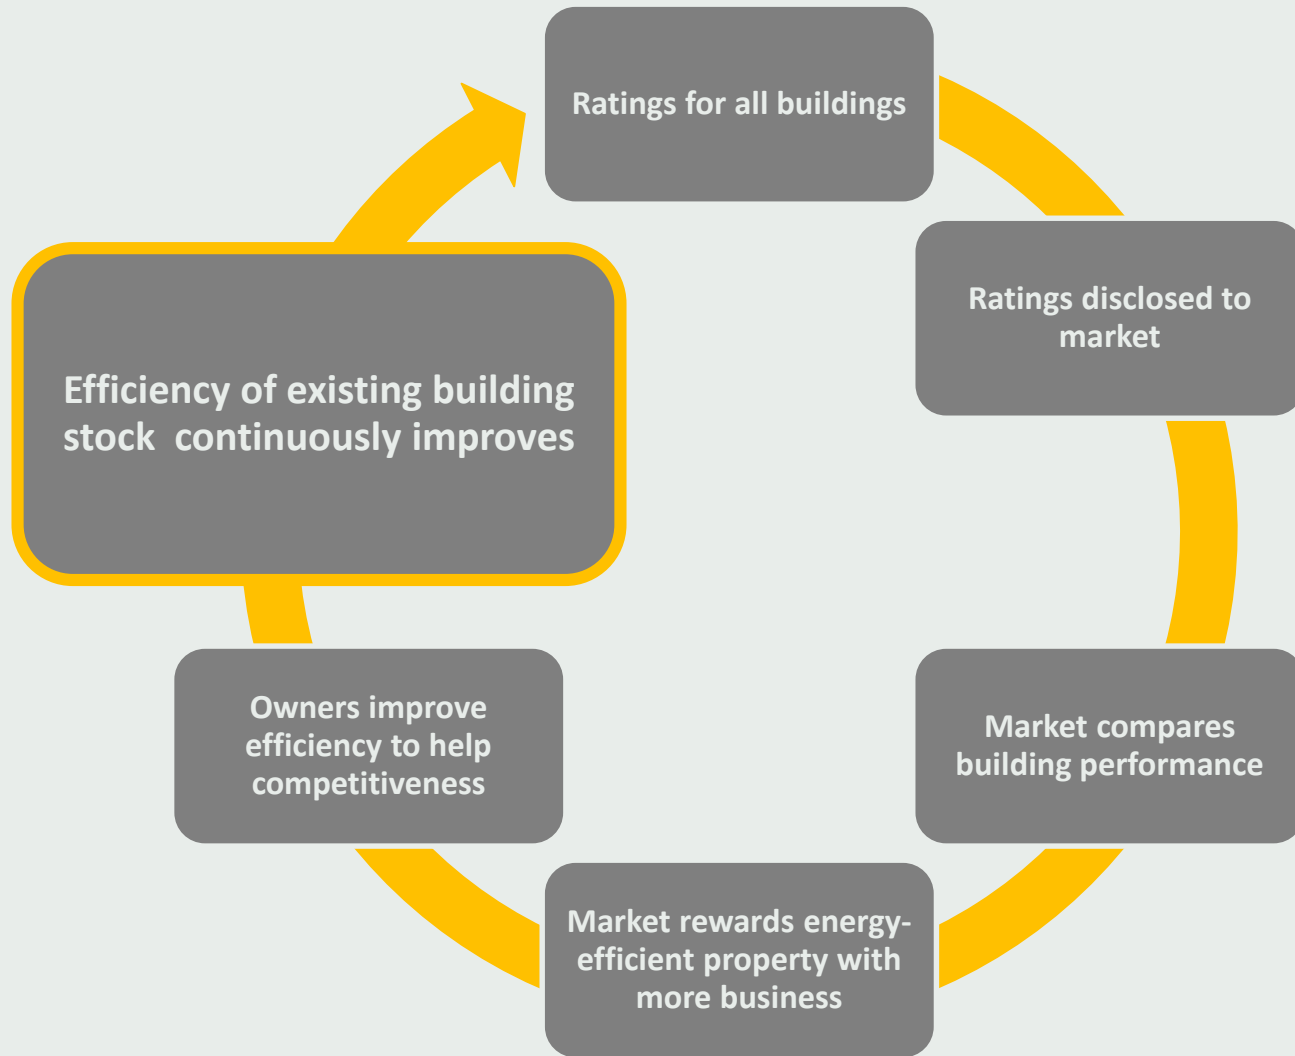 Ratings for all buildings
Ratings disclosed to
market
Market compares
building performance
Market rewards energy-
efficient property with
more business
Owners improve
efficiency to help
competitiveness
Efficiency of existing building
stock  continuously improves